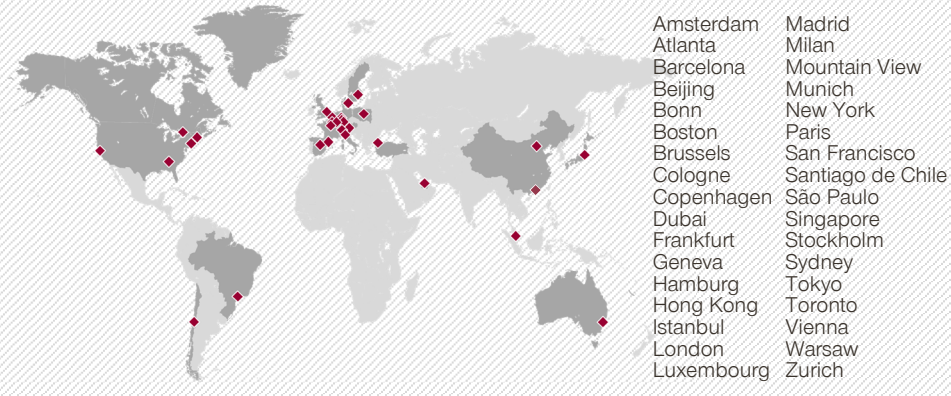 Amsterdam
Atlanta
Barcelona
Beijing
Bonn
Boston
Brussels
Cologne
Copenhagen
Dubai
Frankfurt
Geneva
Hamburg
Hong Kong
Istanbul
London
Luxembourg
Madrid
Milan
Mountain View
Munich
New York
Paris
San Francisco
Santiago de Chile
São Paulo
Singapore
Stockholm
Sydney
Tokyo
Toronto
Vienna
Warsaw
Zurich